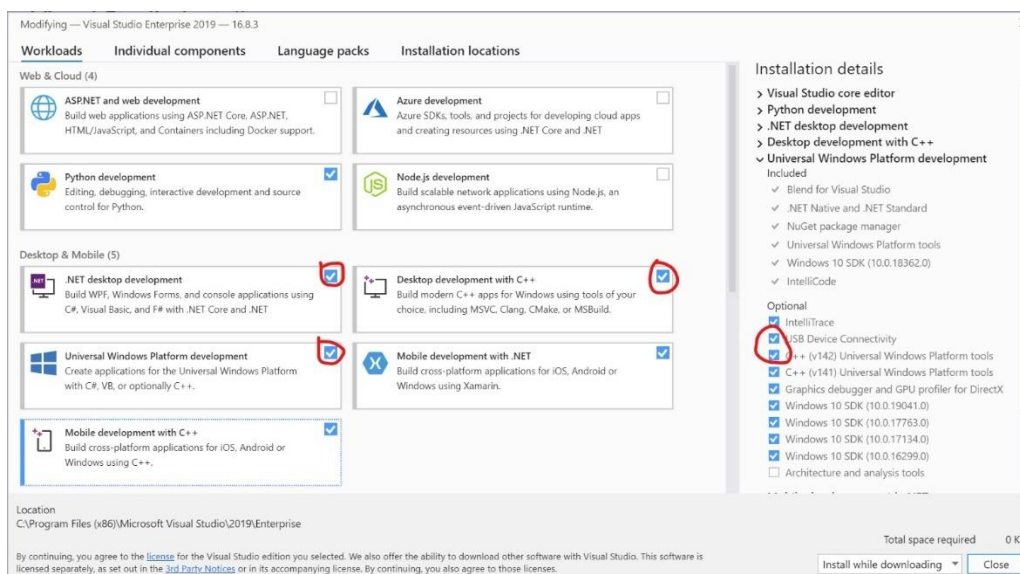 Modifying — Visual Studio Enterprise 2019 — 16.8.3
Workloads Individual components Language packs Installation locations
Web & Cloud (4)
ASP.NET and web development
Build web applications using ASP.NET Core, ASP.NET,
HTML/JavaScript, and Containers including Docker support.
Azure development
Azure SDKs, tools, and projects for developing cloud apps
and creating resources using .NET Core and .NET
Python development
Editing, debugging, interactive development and source
control for Python.
Node.js development
Build scalable network applications using Node.js, an
asynchronous event-driven JavaScript runtime.
Desktop & Mobile (5)
.NET desktop development
Build WPF, Windows Forms, and console applications using
C#, Visual Basic, and F# with .NET Core and .NET
Desktop development with C++
Build modern C++ apps for Windows using tools of your
choice, including MSVC, Clang, CMake, or MSBuild.
Universal Windows Platform development
Create applications for the Universal Windows Platform
with C#, VB, or optionally C++.
Mobile development with .NET
Build cross-platform applications for iOS, Android or
Windows using Xamarin.
Mobile development with C++
Build cross-platform applications for iOS, Android or
Windows using C++.
Installation details
Visual Studio core editor
Python development
.NET desktop development
Desktop development with C++
Universal Windows Platform development
Included
Blend for Visual Studio
.NET Native and .NET Standard
NuGet package manager
Universal Windows Platform tools
Windows 10 SDK (10.0.18362.0)
IntelliCode
Optional
IntelliTrace
USB Device Connectivity
C++ (v142) Universal Windows Platform tools
C++ (v141) Universal Windows Platform tools
Graphics debugger and GPU profiler for DirectX
Windows 10 SDK (10.0.19041.0)
Windows 10 SDK (10.0.17763.0)
Windows 10 SDK (10.0.17134.0)
Windows 10 SDK (10.0.16299.0)
Architecture and analysis tools
Location
C:\Program Files (x86)\Microsoft Visual Studio\2019\Enterprise
By continuing, you agree to the license for the Visual Studio edition you selected. We also offer the ability to download other software with Visual Studio. This software is
licensed separately, as set out in the 3rd Party Notices or in its accompanying license. By continuing, you also agree to those licenses.
Total space required 0 K
Install while downloading Close